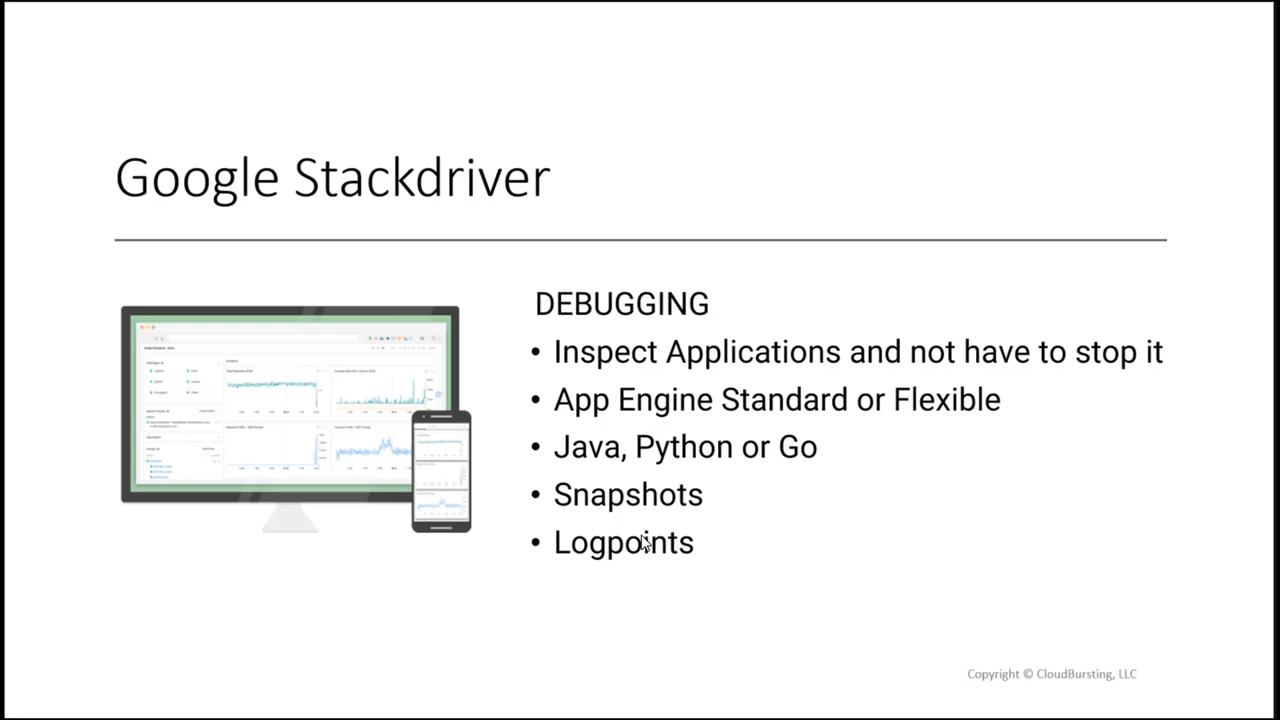 Google Stackdriver
DEBUGGING
• Inspect Applications and not have to stop it
• App Engine Standard or Flexible
• Java, Python or Go
• Snapshots
• Logpoints
Copyright © CloudBursting, LLC